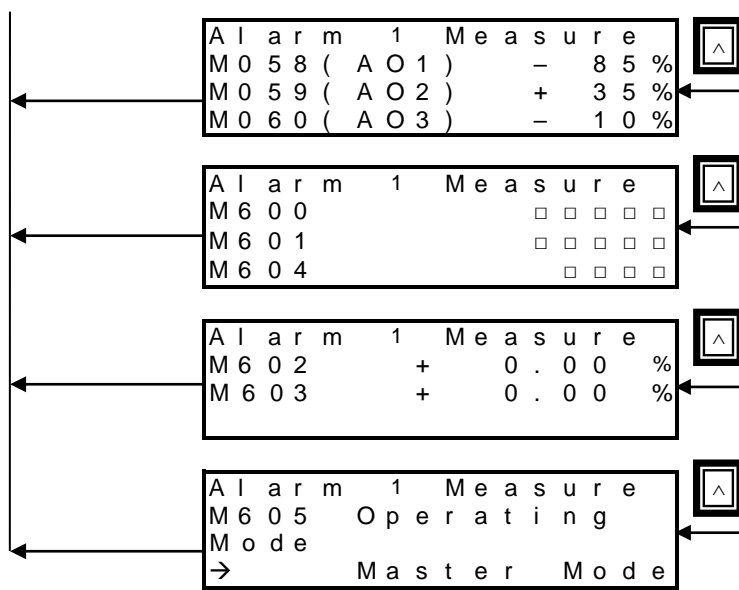 Alarm 1 Measure
M058(AO1) – 85%
M059(AO2) + 35%
M060(AO3) – 10%
^
Alarm 1 Measure
M600 □□□□□
M601 □□□□□
M604 □□□□
^
Alarm 1 Measure
M602 + 0.00 %
M603 + 0.00 %
^
Alarm 1 Measure
M605 Operating
Mode
→ Master Mode
^